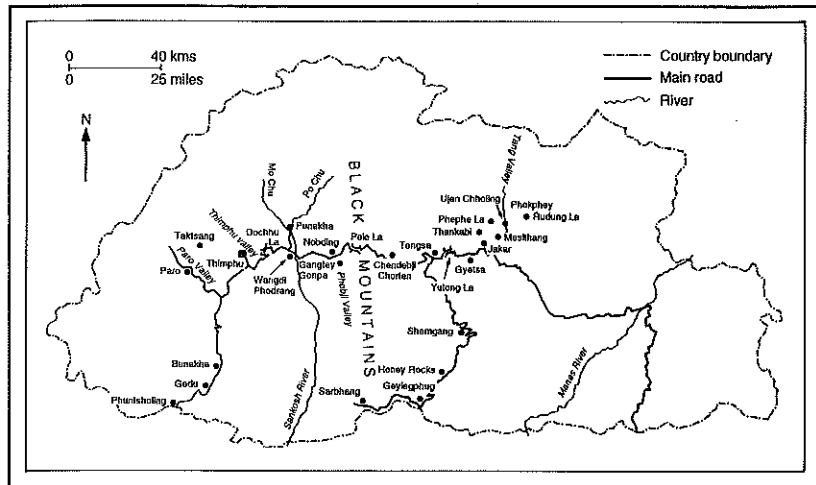 0 40 kms
0 25 miles
Country boundary
Main road
River
N
BLACK MOUNTAINS
Mo Chu
Po Chu
Tang Valley
Ujan Chholing
Phokphey
Rudung La
Phephe La
Thankabi
Mesithang
Jakar
Taktsang
Thimphu valley
Dochhu
La
Punakha
Nobding
Pele La
Tongsa
Paro Valley
Paro
Thimphu
Wangdi
Phodrang
Gangtey
Gonpa
Phobji Valley
Chendebji
Chorten
Gyetsa
Yutong La
Shemgang
Bunakha
Gedu
Phuntsholing
Sankosh River
Sarbhang
Honey Rocks
Geylegphug
Manas River